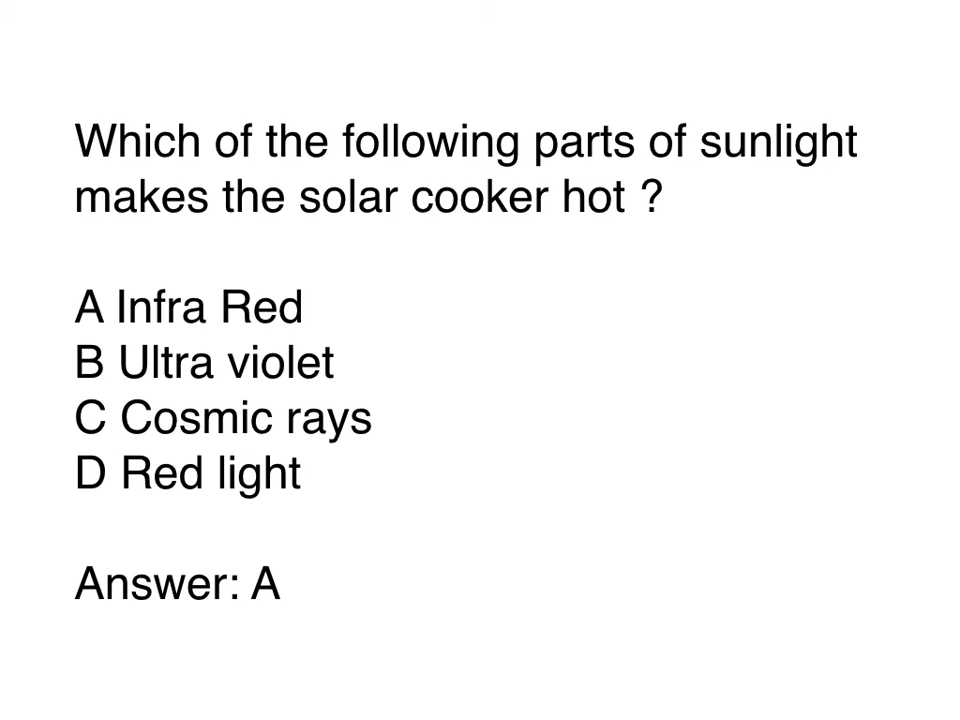 Which of the following parts of sunlight
makes the solar cooker hot ?
A Infra Red
B Ultra violet
C Cosmic rays
D Red light
Answer: A